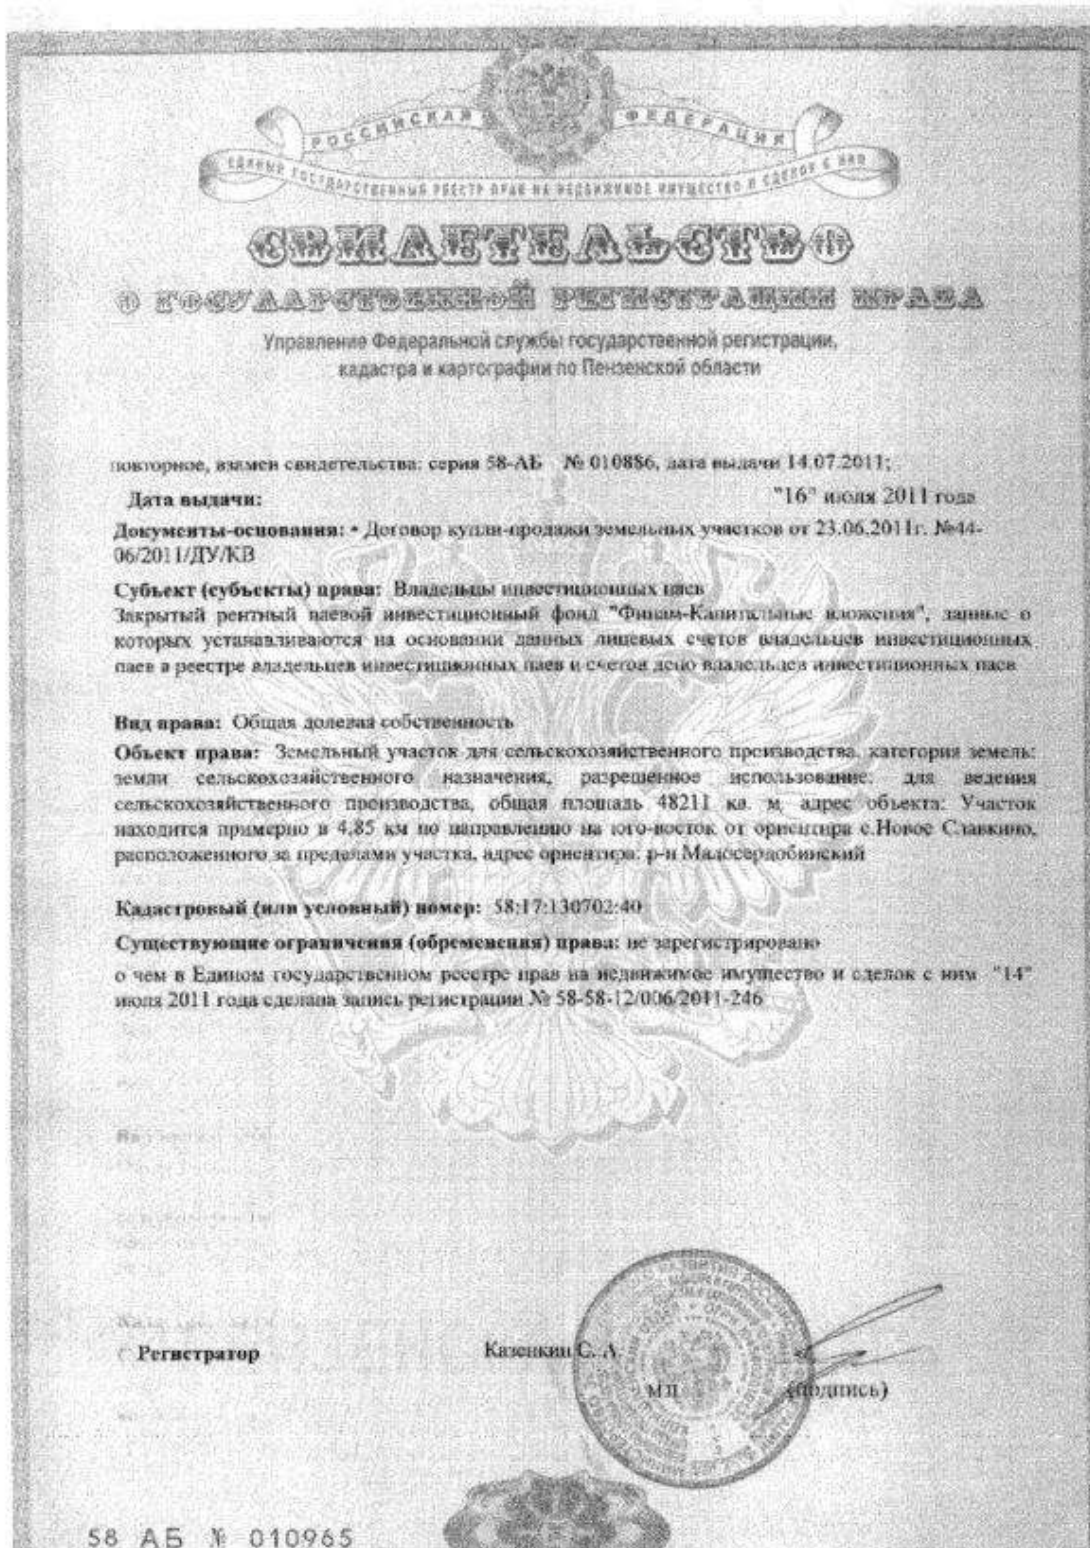 РОССИЙСКАЯ ФЕДЕРАЦИЯ
ЕДИНЫЙ ГОСУДАРСТВЕННЫЙ РЕЕСТР ПРАВ НА НЕДВИЖИМОЕ ИМУЩЕСТВО И СДЕЛОК С НИМ
СВИДЕТЕЛЬСТВО
О ГОСУДАРСТВЕННОЙ РЕГИСТРАЦИИ ПРАВА
Управление Федеральной службы государственной регистрации,
кадастра и картографии по Пензенской области
повторное, взамен свидетельства: серия 58-АБ № 010886, дата выдачи 14.07.2011;
Дата выдачи: "16" июля 2011 года
Документы-основания: • Договор купли-продажи земельных участков от 23.06.2011г. №44-
06/2011/ДУ/КВ
Субъект (субъекты) права: Владельцы инвестиционных паев
Закрытый рентный паевой инвестиционный фонд "Финам-Капитальные вложения", данные о
которых устанавливаются на основании данных лицевых счетов владельцев инвестиционных
паев в реестре владельцев инвестиционных паев и счетов депо владельцев инвестиционных паев
Вид права: Общая долевая собственность
Объект права: Земельный участок для сельскохозяйственного производства, категория земель:
земли сельскохозяйственного назначения, разрешенное использование: для ведения
сельскохозяйственного производства, общая площадь 48211 кв. м, адрес объекта: Участок
находится примерно в 4,85 км по направлению на юго-восток от ориентира с.Новое Славкино,
расположенного за пределами участка, адрес ориентира: р-н Малосердобинский
Кадастровый (или условный) номер: 58:17:130702:40
Существующие ограничения (обременения) права: не зарегистрировано
о чем в Едином государственном реестре прав на недвижимое имущество и сделок с ним "14"
июля 2011 года сделана запись регистрации № 58-58-12/006/2011-246
Регистратор Казенкин С. А.
МП (подпись)
58 АБ № 010965